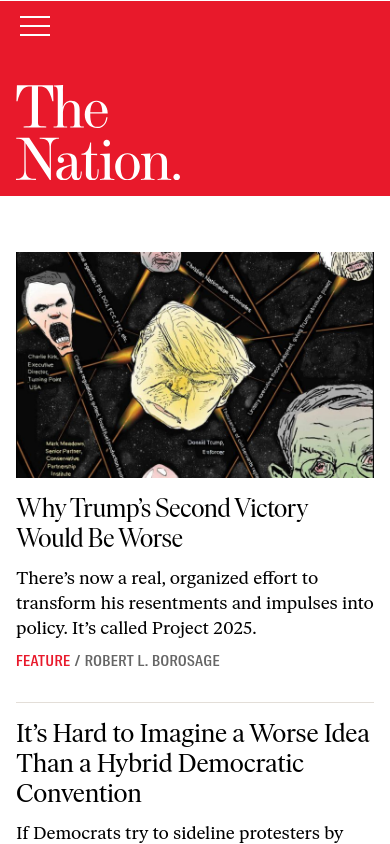 The
Nation.
Charlie Kirk,
Executive
Director,
Turning Point
USA
Mark Meadows,
Senior Partner,
Conservative
Partnership
Institute
Donald Trump,
Enforcer
Christian Nationalism dominates
Why Trump’s Second Victory
Would Be Worse
There’s now a real, organized effort to
transform his resentments and impulses into
policy. It’s called Project 2025.
FEATURE / ROBERT L. BOROSAGE
It’s Hard to Imagine a Worse Idea
Than a Hybrid Democratic
Convention
If Democrats try to sideline protesters by